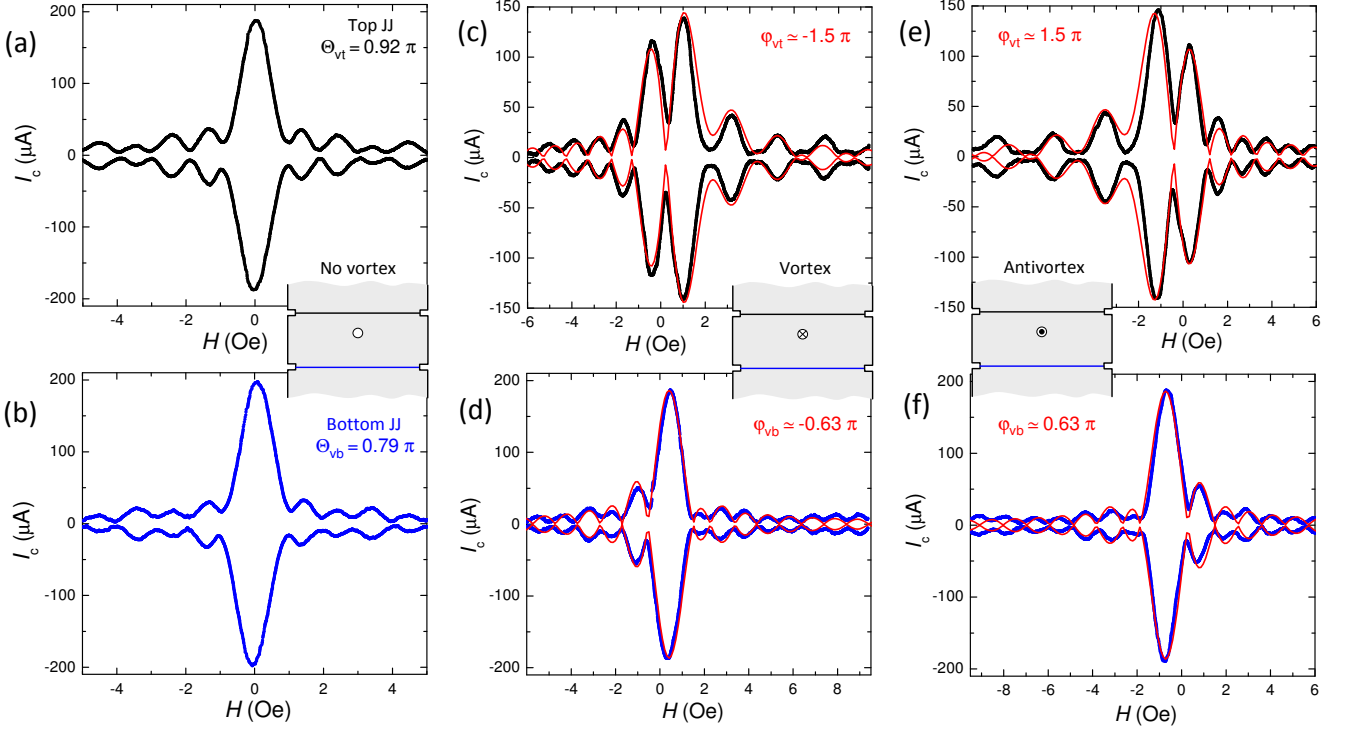 (a)
Top JJ
Θvt = 0.92 π
200
100
0
-100
-200
Ic (µA)
-4 -2 0 2 4
H (Oe)
No vortex
(b)
Bottom JJ
Θvb = 0.79 π
200
100
0
-100
-200
Ic (µA)
-4 -2 0 2 4
H (Oe)
(c)
φvt ≃ -1.5 π
150
100
50
0
50
100
-150
-6 -4 -2 0 2
H (Oe)
Vortex
(d)
φvb ≃ -0.63 π
200
100
0
-100
-200
Ic (µA)
-6 -4 -2 0 2 4 6 8
H (Oe)
(e)
φvt ≃ 1.5 π
150
100
50
0
50
100
-150
-2 0 2 4 6
H (Oe)
Antivortex
(f)
φvb ≃ 0.63 π
200
100
0
-100
-200
Ic (µA)
-8 -6 -4 -2 0 2 4 6
H (Oe)